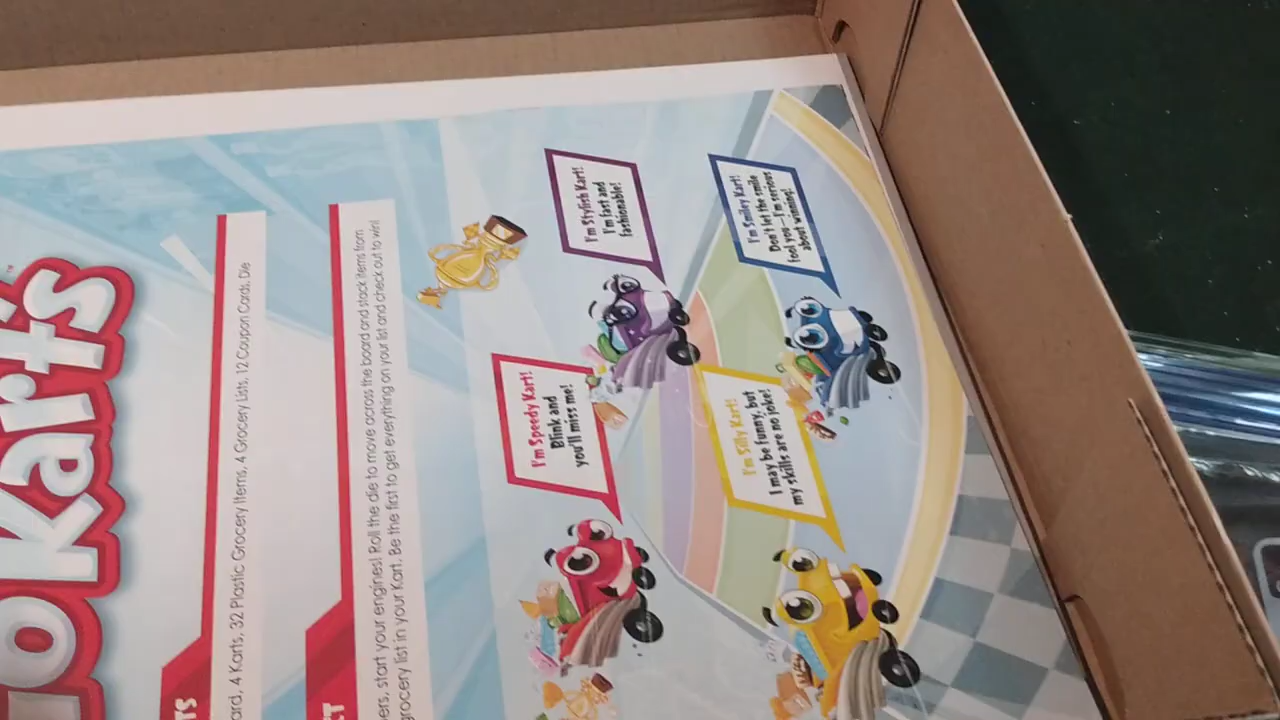 Karts
™
TS
ard, 4 Karts, 32 Plastic Grocery Items, 4 Grocery Lists, 12 Coupon Cards, Die
CT
ers, start your engines! Roll the die to move across the board and stack items from
grocery list in your Kart. Be the first to get everything on your list and check out to win!
I'm Speedy Kart!
Blink and
you'll miss me!
I'm Stylish Kart!
I'm fast and
fashionable!
I'm Silly Kart!
I may be funny, but
my skills are no joke!
I'm Smiley Kart!
Don't let the smile
fool you—I'm serious
about winning!